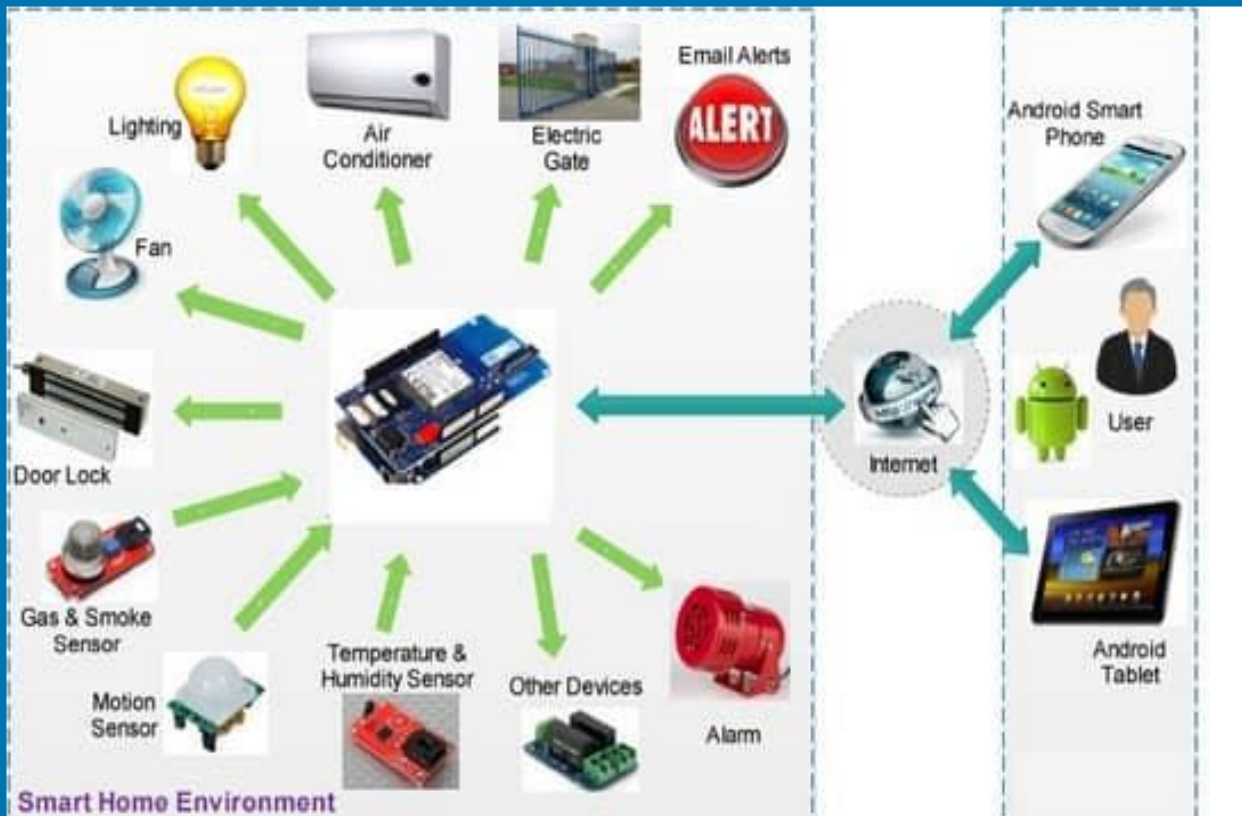 Email Alerts
ALERT
Lighting
Air
Conditioner
Electric
Gate
Android Smart
Phone
Fan
User
Internet
Door Lock
Gas & Smoke
Sensor
Temperature &
Humidity Sensor
Other Devices
Motion
Sensor
Alarm
Android
Tablet
Smart Home Environment